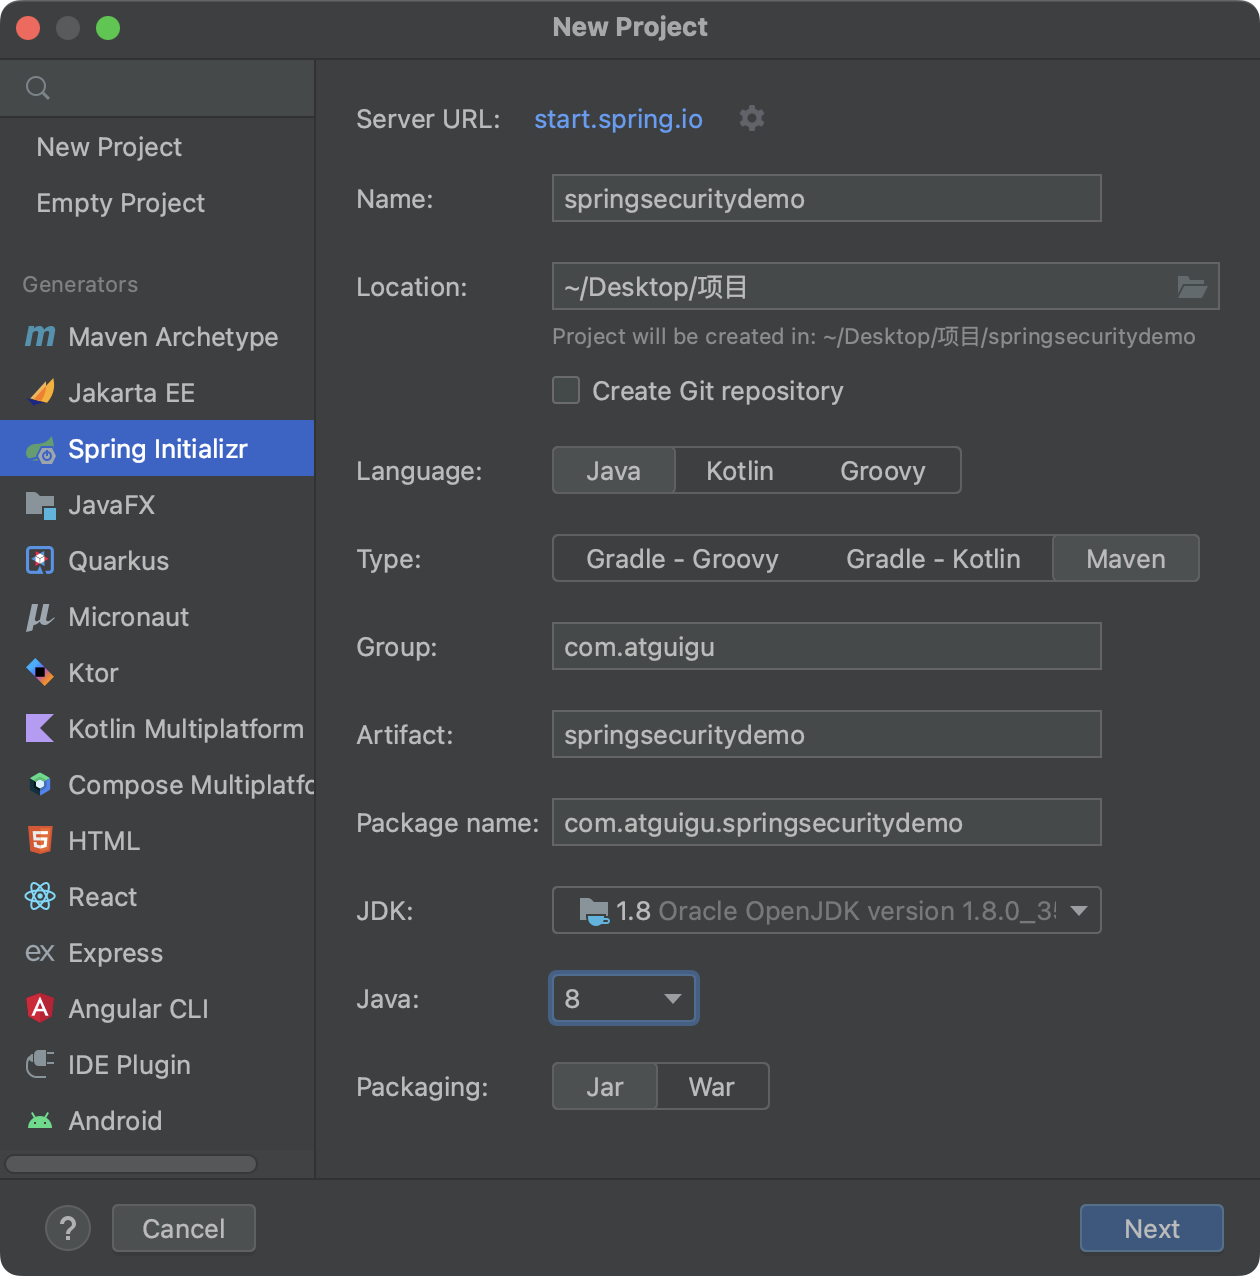 New Project
New Project
Empty Project
Generators
Maven Archetype
Jakarta EE
Spring Initializr
JavaFX
Quarkus
Micronaut
Ktor
Kotlin Multiplatform
Compose Multiplatfo
HTML
React
Express
Angular CLI
IDE Plugin
Android
Server URL: start.spring.io
Name: springsecuritydemo
Location: ~/Desktop/项目
Project will be created in: ~/Desktop/项目/springsecuritydemo
Create Git repository
Language: Java Kotlin Groovy
Type: Gradle - Groovy Gradle - Kotlin Maven
Group: com.atguigu
Artifact: springsecuritydemo
Package name: com.atguigu.springsecuritydemo
JDK: 1.8 Oracle OpenJDK version 1.8.0_35
Java: 8
Packaging: Jar War
? Cancel Next